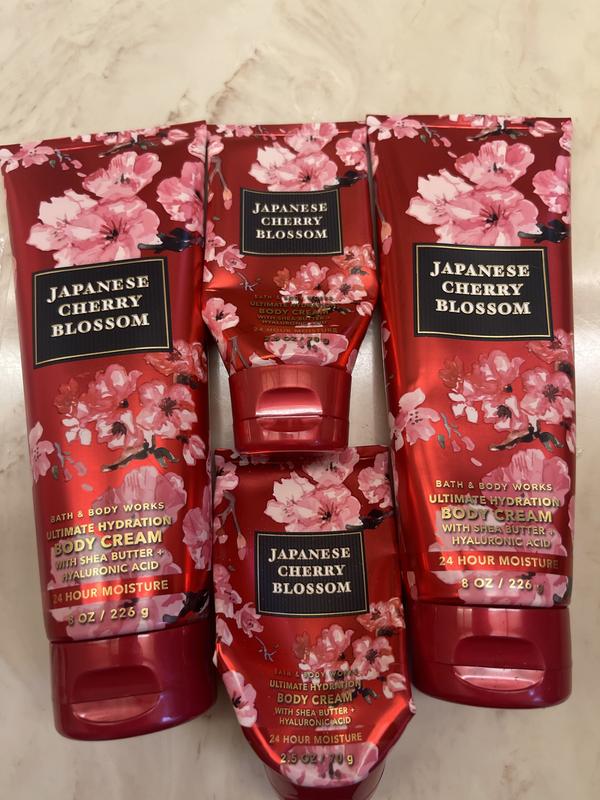 JAPANESE
CHERRY
BLOSSOM
BATH & BODY WORKS
ULTIMATE HYDRATION
BODY CREAM
WITH SHEA BUTTER +
HYALURONIC ACID
24 HOUR MOISTURE
8 OZ / 226 g
JAPANESE
CHERRY
BLOSSOM
BATH & BODY WORKS
ULTIMATE HYDRATION
BODY CREAM
WITH SHEA BUTTER +
HYALURONIC ACID
24 HOUR MOISTURE
JAPANESE
CHERRY
BLOSSOM
BATH & BODY WORKS
ULTIMATE HYDRATION
BODY CREAM
WITH SHEA BUTTER +
HYALURONIC ACID
24 HOUR MOISTURE
8 OZ / 226 g
JAPANESE
CHERRY
BLOSSOM
BATH & BODY WORKS
ULTIMATE HYDRATION
BODY CREAM
WITH SHEA BUTTER +
HYALURONIC ACID
24 HOUR MOISTURE
2.5 OZ / 70 g